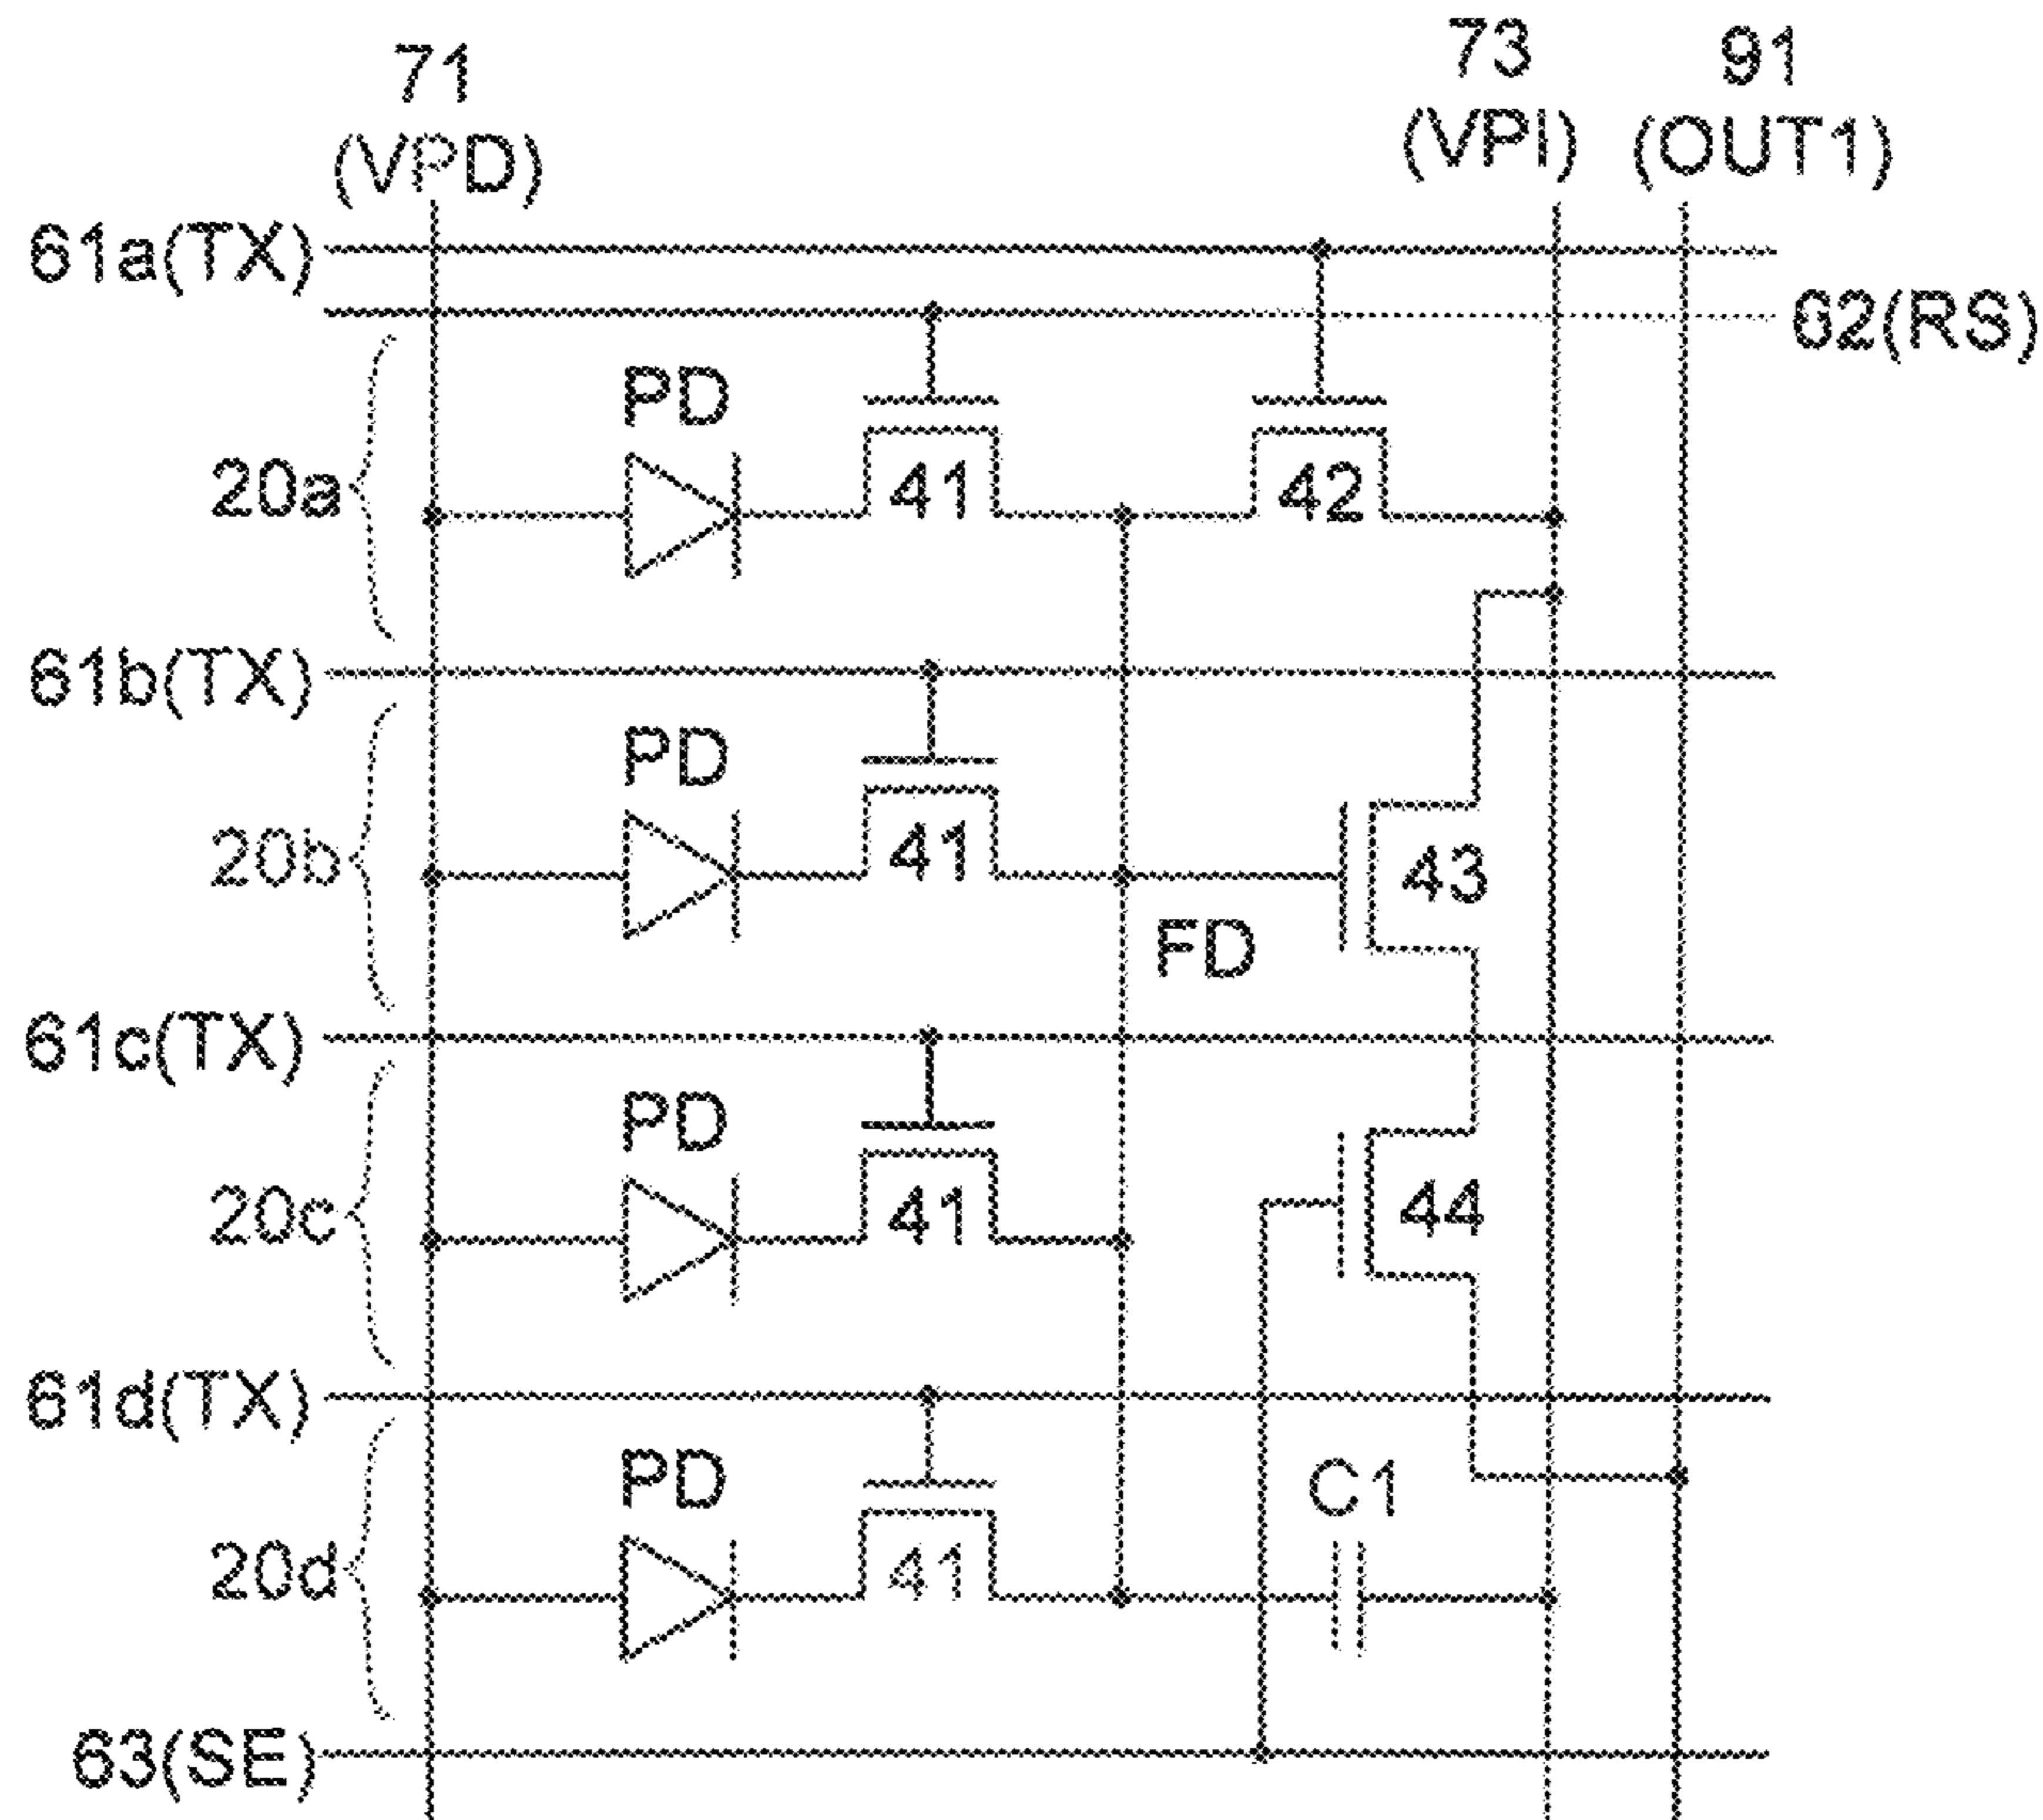 71
(VPD)
73
(VPI)
91
(OUT1)
61a(TX)
62(RS)
PD
20a
41
42
61b(TX)
PD
20b
41
43
FD
61c(TX)
PD
20c
41
44
61d(TX)
PD
C1
20d
41
63(SE)